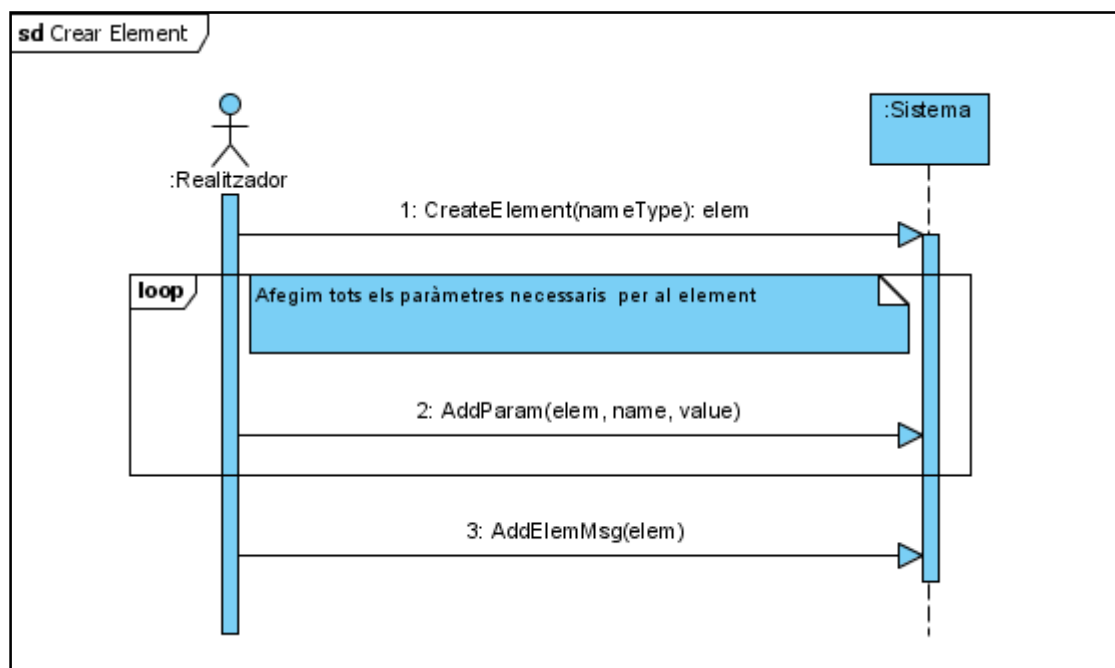 sd Crear Element
:Sistema
:Realitzador
1: CreateElement(nameType): elem
loop
Afegim tots els paràmetres necessaris per al element
2: AddParam(elem, name, value)
3: AddElemMsg(elem)